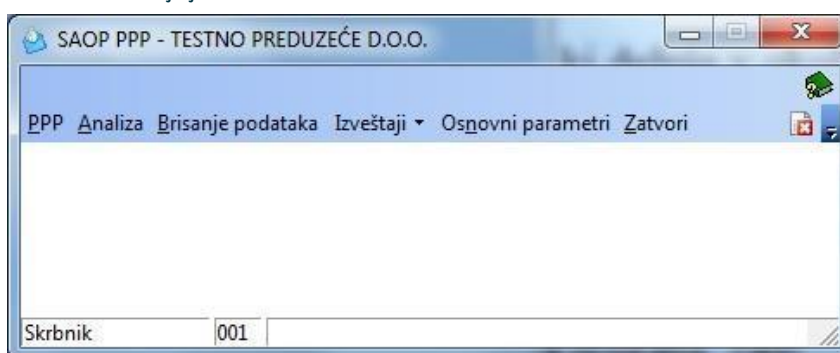 SAOP PPP - TESTNO PREDUZEĆE D.O.O.
PPP Analiza Brisanje podataka Izveštaji Osnovni parametri Zatvori
Skrbnik 001